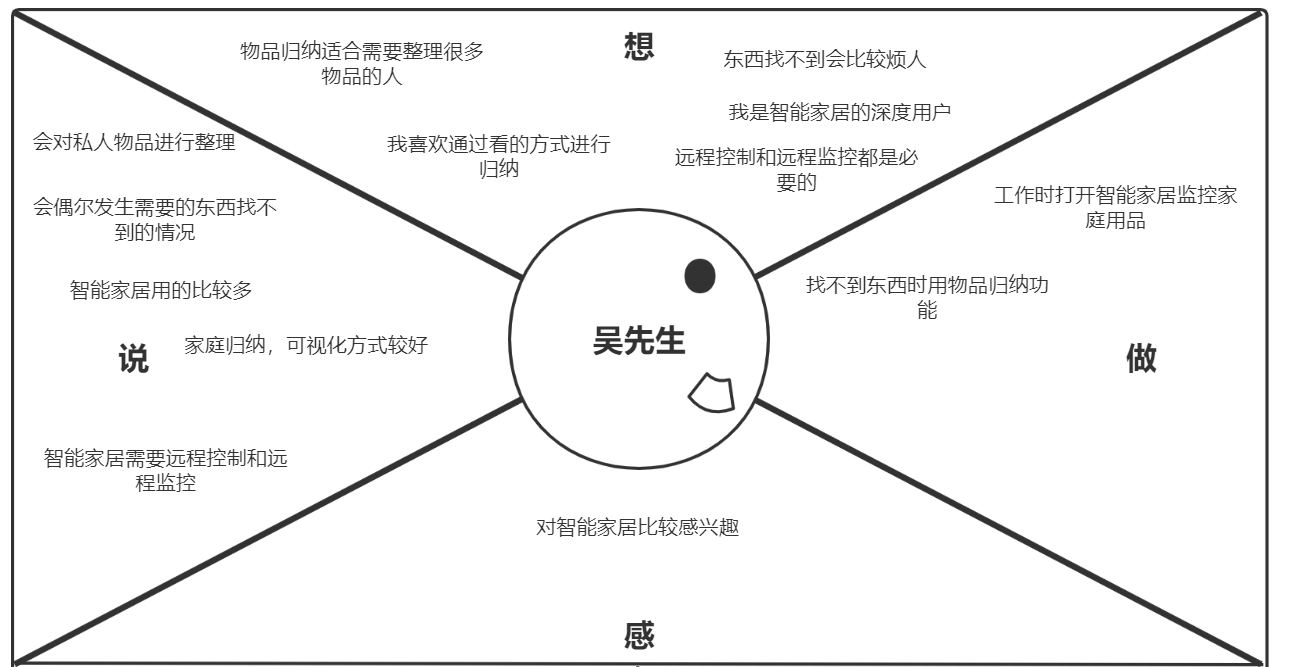 想
物品归纳适合需要整理很多
物品的人
东西找不到会比较烦人
我是智能家居的深度用户
我喜欢通过看的方式进行
归纳
远程控制和远程监控都是必
要的
会对私人物品进行整理
会偶尔发生需要的东西找不
到的情况
智能家居用的比较多
说
家庭归纳，可视化方式较好
智能家居需要远程控制和远
程监控
吴先生
工作时打开智能家居监控家
庭用品
找不到东西时用物品归纳功
能
做
对智能家居比较感兴趣
感